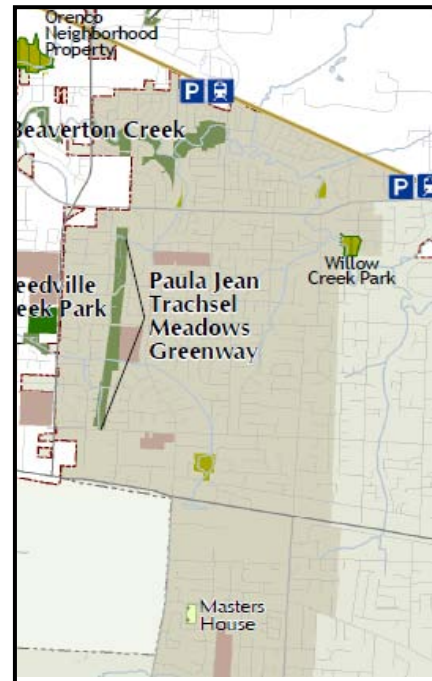 Orenco
Neighborhood
Property
P
Beaverton Creek
P
Willow
Creek Park
eedville
eek Park
Paula Jean
Trachsel
Meadows
Greenway
Masters
House